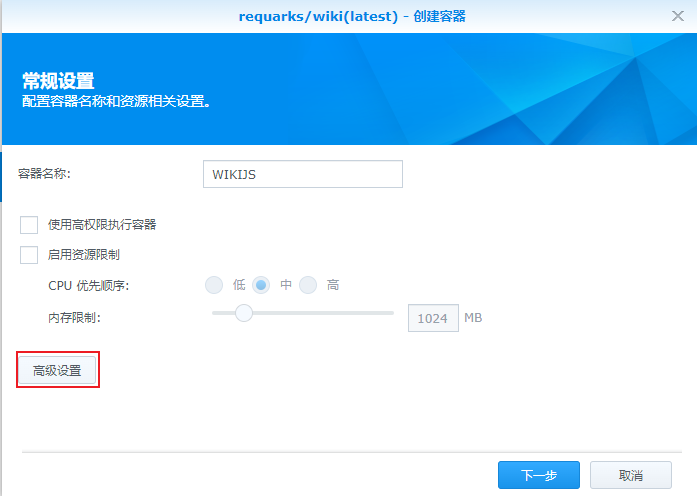 requarks/wiki(latest) - 创建容器
常规设置
配置容器名称和资源相关设置。
容器名称:
WIKIJS
使用高权限执行容器
启用资源限制
CPU 优先顺序:
低 中 高
内存限制:
1024 MB
高级设置
下一步 取消